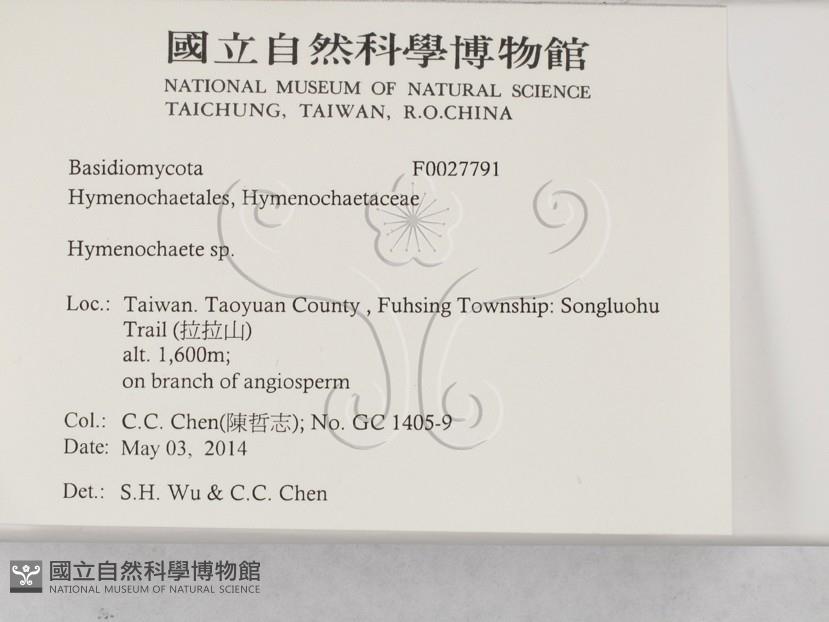 國立自然科學博物館
NATIONAL MUSEUM OF NATURAL SCIENCE
TAICHUNG, TAIWAN, R.O.CHINA
Basidiomycota F0027791
Hymenochaetales, Hymenochaetaceae
Hymenochaete sp.
Loc.: Taiwan. Taoyuan County , Fuhsing Township: Songluohu
Trail (拉拉山)
alt. 1,600m;
on branch of angiosperm
Col.: C.C. Chen(陳哲志); No. GC 1405-9
Date: May 03, 2014
Det.: S.H. Wu & C.C. Chen
國立自然科學博物館
NATIONAL MUSEUM OF NATURAL SCIENCE